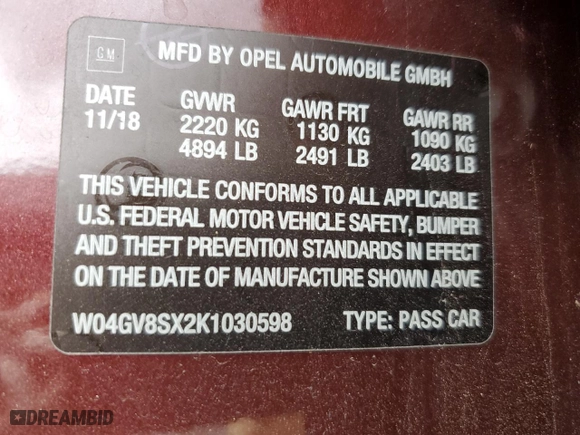 GM MFD BY OPEL AUTOMOBILE GMBH
DATE GVWR GAWR FRT GAWR RR
11/18 2220 KG 1130 KG 1090 KG
4894 LB 2491 LB 2403 LB
THIS VEHICLE CONFORMS TO ALL APPLICABLE
U.S. FEDERAL MOTOR VEHICLE SAFETY, BUMPER
AND THEFT PREVENTION STANDARDS IN EFFECT
ON THE DATE OF MANUFACTURE SHOWN ABOVE
W04GV8SX2K1030598 TYPE: PASS CAR
DREAMBID